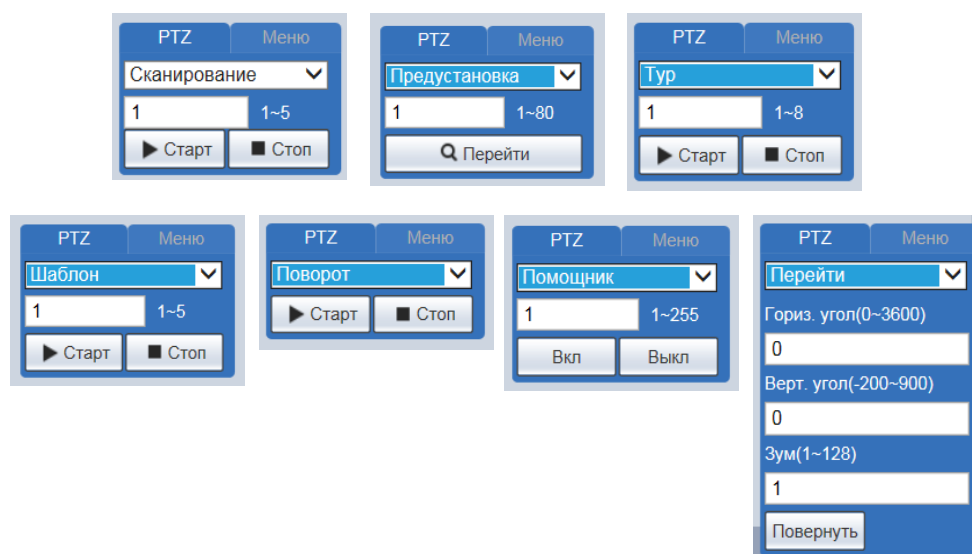 PTZ Меню
Сканирование
1 1~5
Старт Стоп
PTZ Меню
Предустановка
1 1~80
Перейти
PTZ Меню
Тур
1 1~8
Старт Стоп
PTZ Меню
Шаблон
1 1~5
Старт Стоп
PTZ Меню
Поворот
Старт Стоп
PTZ Меню
Помощник
1 1~255
Вкл Выкл
PTZ Меню
Перейти
Гориз. угол(0~3600)
0
Верт. угол(-200~900)
0
Зум(1~128)
1
Повернуть